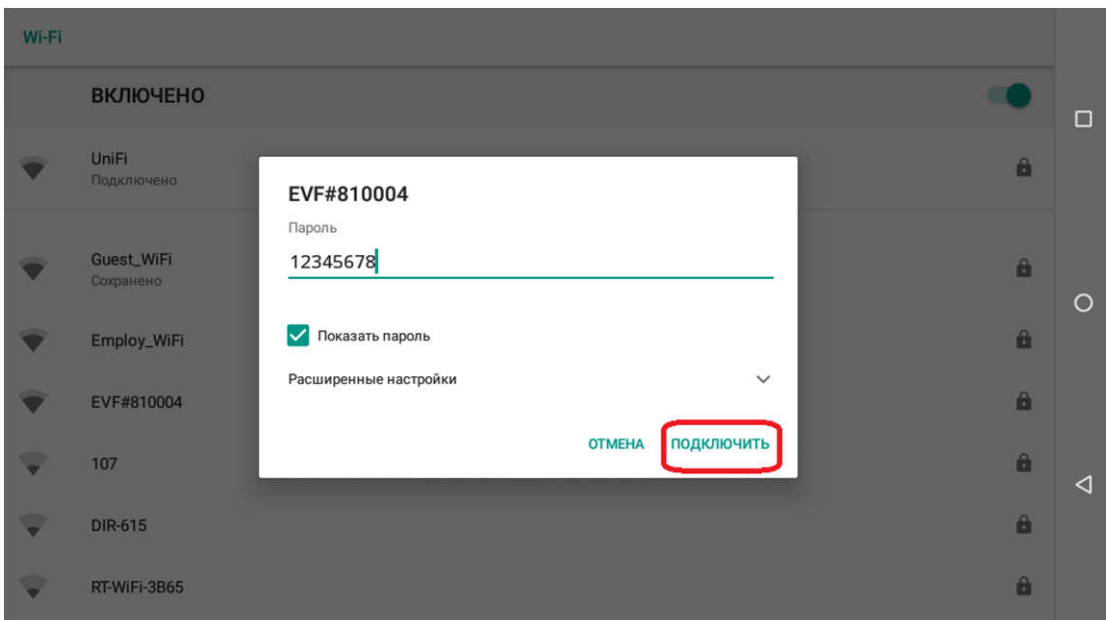 Wi-Fi
ВКЛЮЧЕНО
UniFi
Подключено
Guest_WiFi
Сохранено
Employ_WiFi
EVF#810004
107
DIR-615
RT-WiFi-3B65
EVF#810004
Пароль
12345678
Показать пароль
Расширенные настройки
ОТМЕНА ПОДКЛЮЧИТЬ